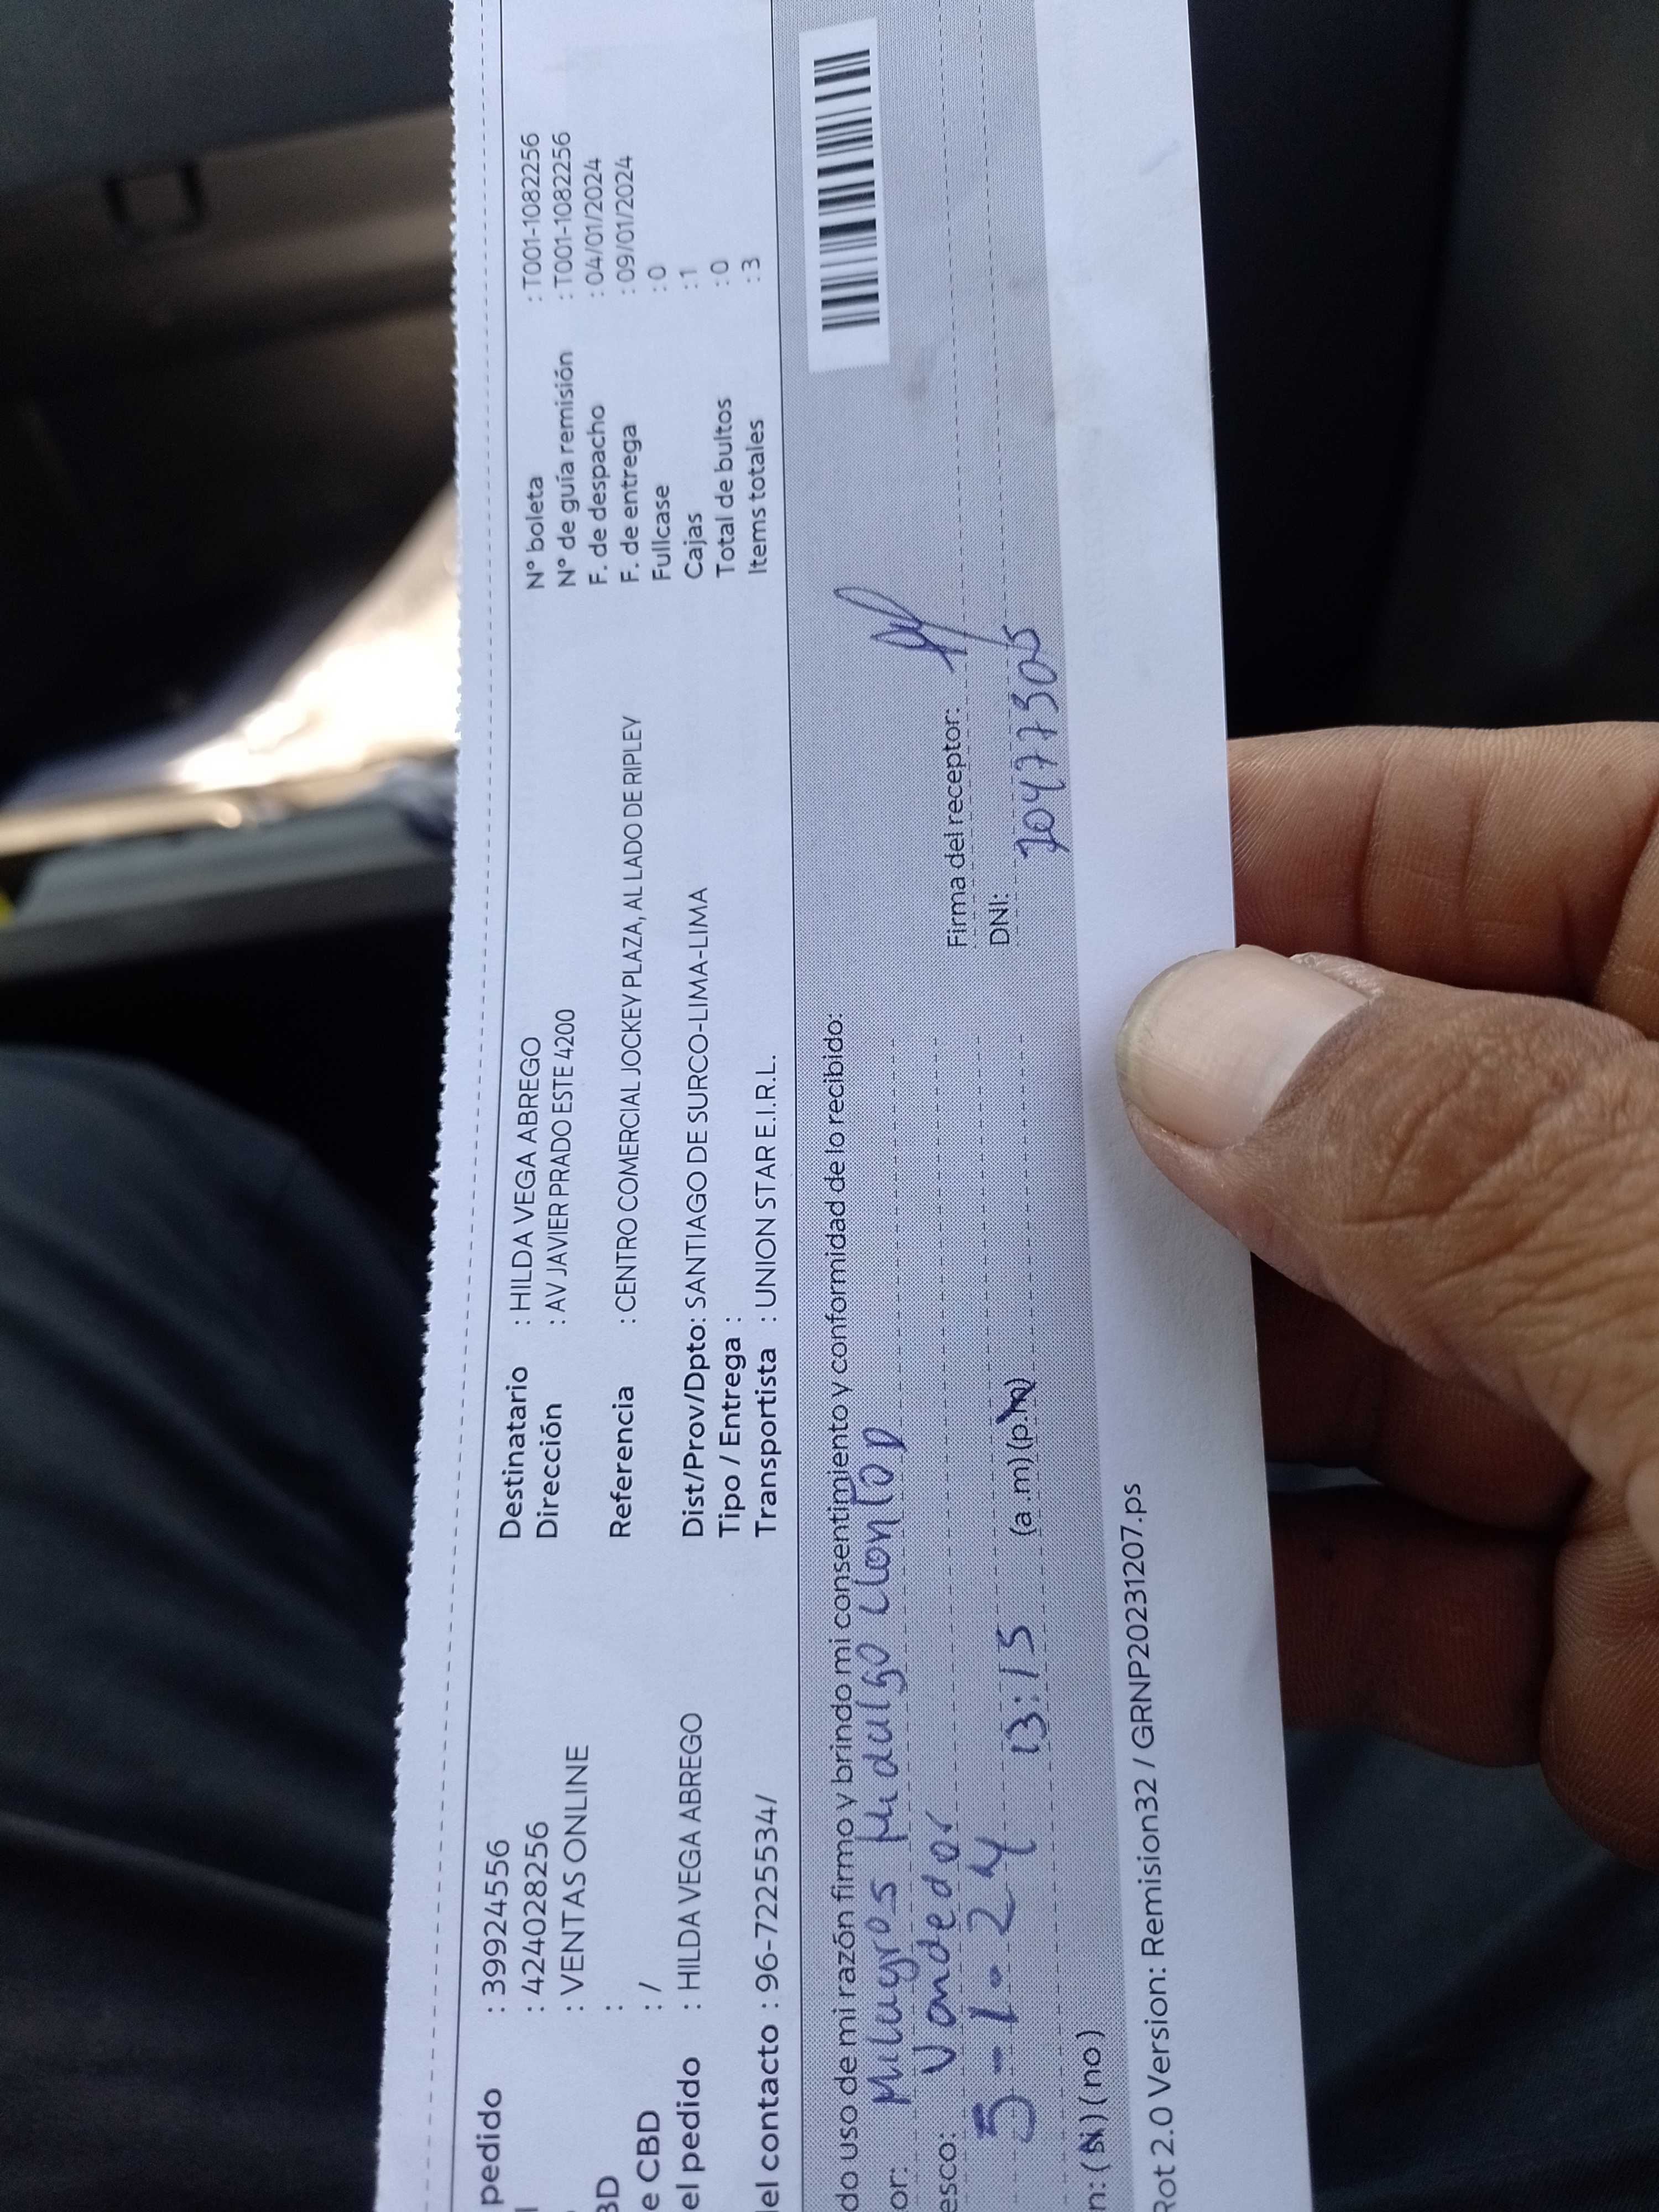 pedido : 39924556
: 424028256
: VENTAS ONLINE
BD :
e CBD : /
el pedido : HILDA VEGA ABREGO
el contacto : 96-7225534/
Destinatario : HILDA VEGA ABREGO
Dirección : AV JAVIER PRADO ESTE 4200
Referencia : CENTRO COMERCIAL JOCKEY PLAZA, AL LADO DE RIPLEY
Dist/Prov/Dpto: SANTIAGO DE SURCO-LIMA-LIMA
Tipo / Entrega :
Transportista : UNION STAR E.I.R.L.
N° boleta : T001-1082256
N° de guía remisión : T001-1082256
F. de despacho : 04/01/2024
F. de entrega : 09/01/2024
Fullcase : 0
Cajas : 1
Total de bultos : 0
Items totales : 3
do uso de mi razón firmo y brindo mi consentimiento y conformidad de lo recibido:
or: Milagros Hidalgo
esco: Vendedor
Firma del receptor:
5-1-24 13:15 (a.m)(p.m)
DNI: 70477305
n: (si)(no)
Rot 2.0 Version: Remision32 / GRNP20231207.ps